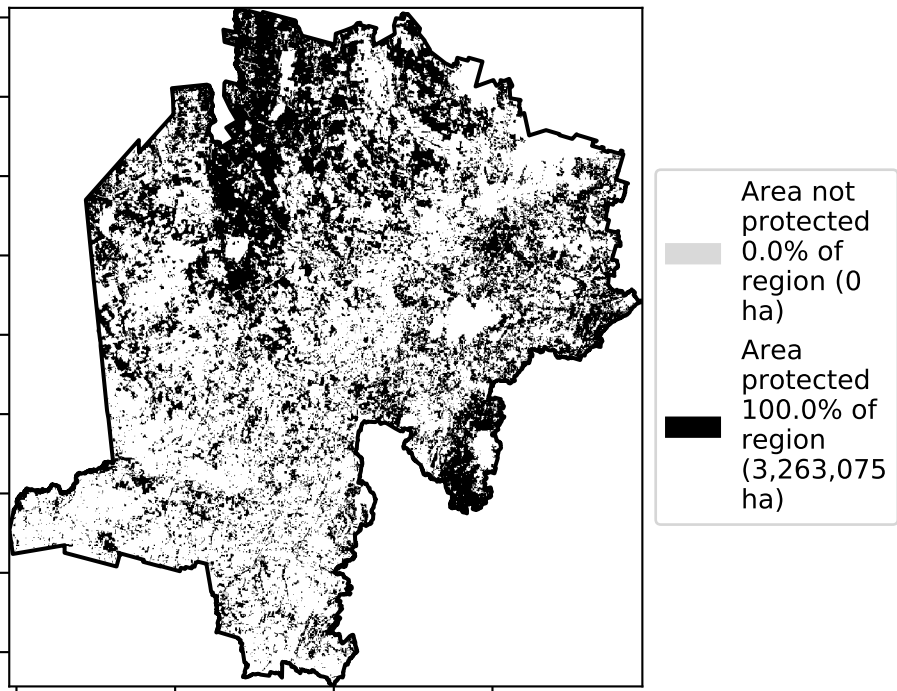 Area not
protected
0.0% of
region (0
ha)
Area
protected
100.0% of
region
(3,263,075
ha)